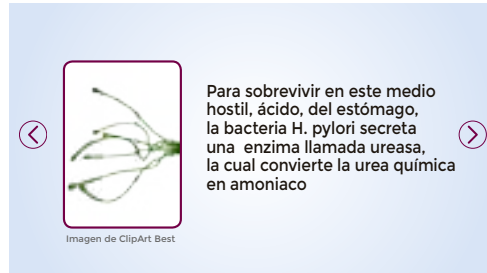 Para sobrevivir en este medio
hostil, ácido, del estómago,
la bacteria H. pylori secreta
una enzima llamada ureasa,
la cual convierte la urea química
en amoniaco
Imagen de ClipArt Best